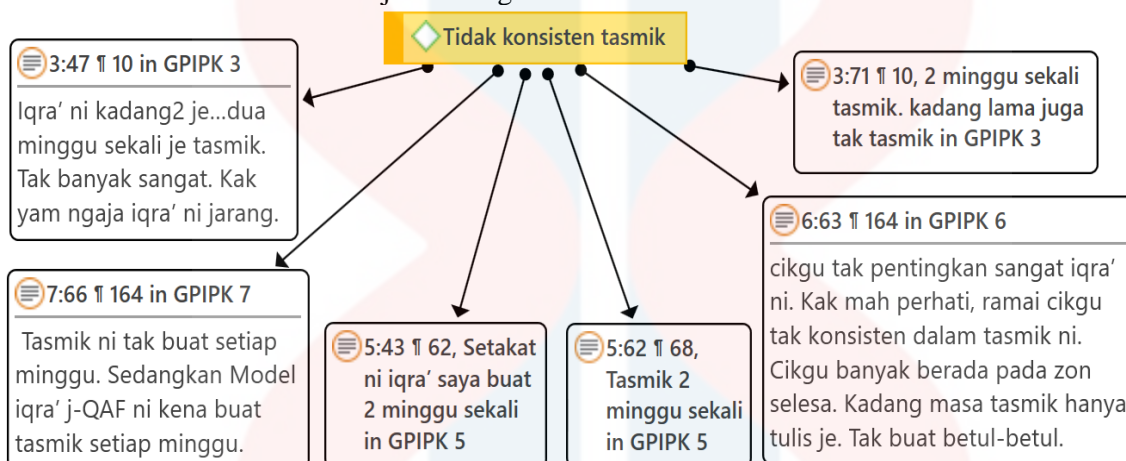 Tidak konsisten tasmik
3:47 ¶ 10 in GPIPK 3
Iqra’ ni kadang2 je...dua
minggu sekali je tasmik.
Tak banyak sangat. Kak
yam ngaja iqra’ ni jarang.
3:71 ¶ 10, 2 minggu sekali
tasmik. kadang lama juga
tak tasmik in GPIPK 3
7:66 ¶ 164 in GPIPK 7
Tasmik ni tak buat setiap
minggu. Sedangkan Model
iqra’ j-QAF ni kena buat
tasmik setiap minggu.
5:43 ¶ 62, Setakat
ni iqra’ saya buat
2 minggu sekali
in GPIPK 5
5:62 ¶ 68,
Tasmik 2
minggu sekali
in GPIPK 5
6:63 ¶ 164 in GPIPK 6
cikgu tak pentingkan sangat iqra’
ni. Kak mah perhati, ramai cikgu
tak konsisten dalam tasmik ni.
Cikgu banyak berada pada zon
selesa. Kadang masa tasmik hanya
tulis je. Tak buat betul-betul.